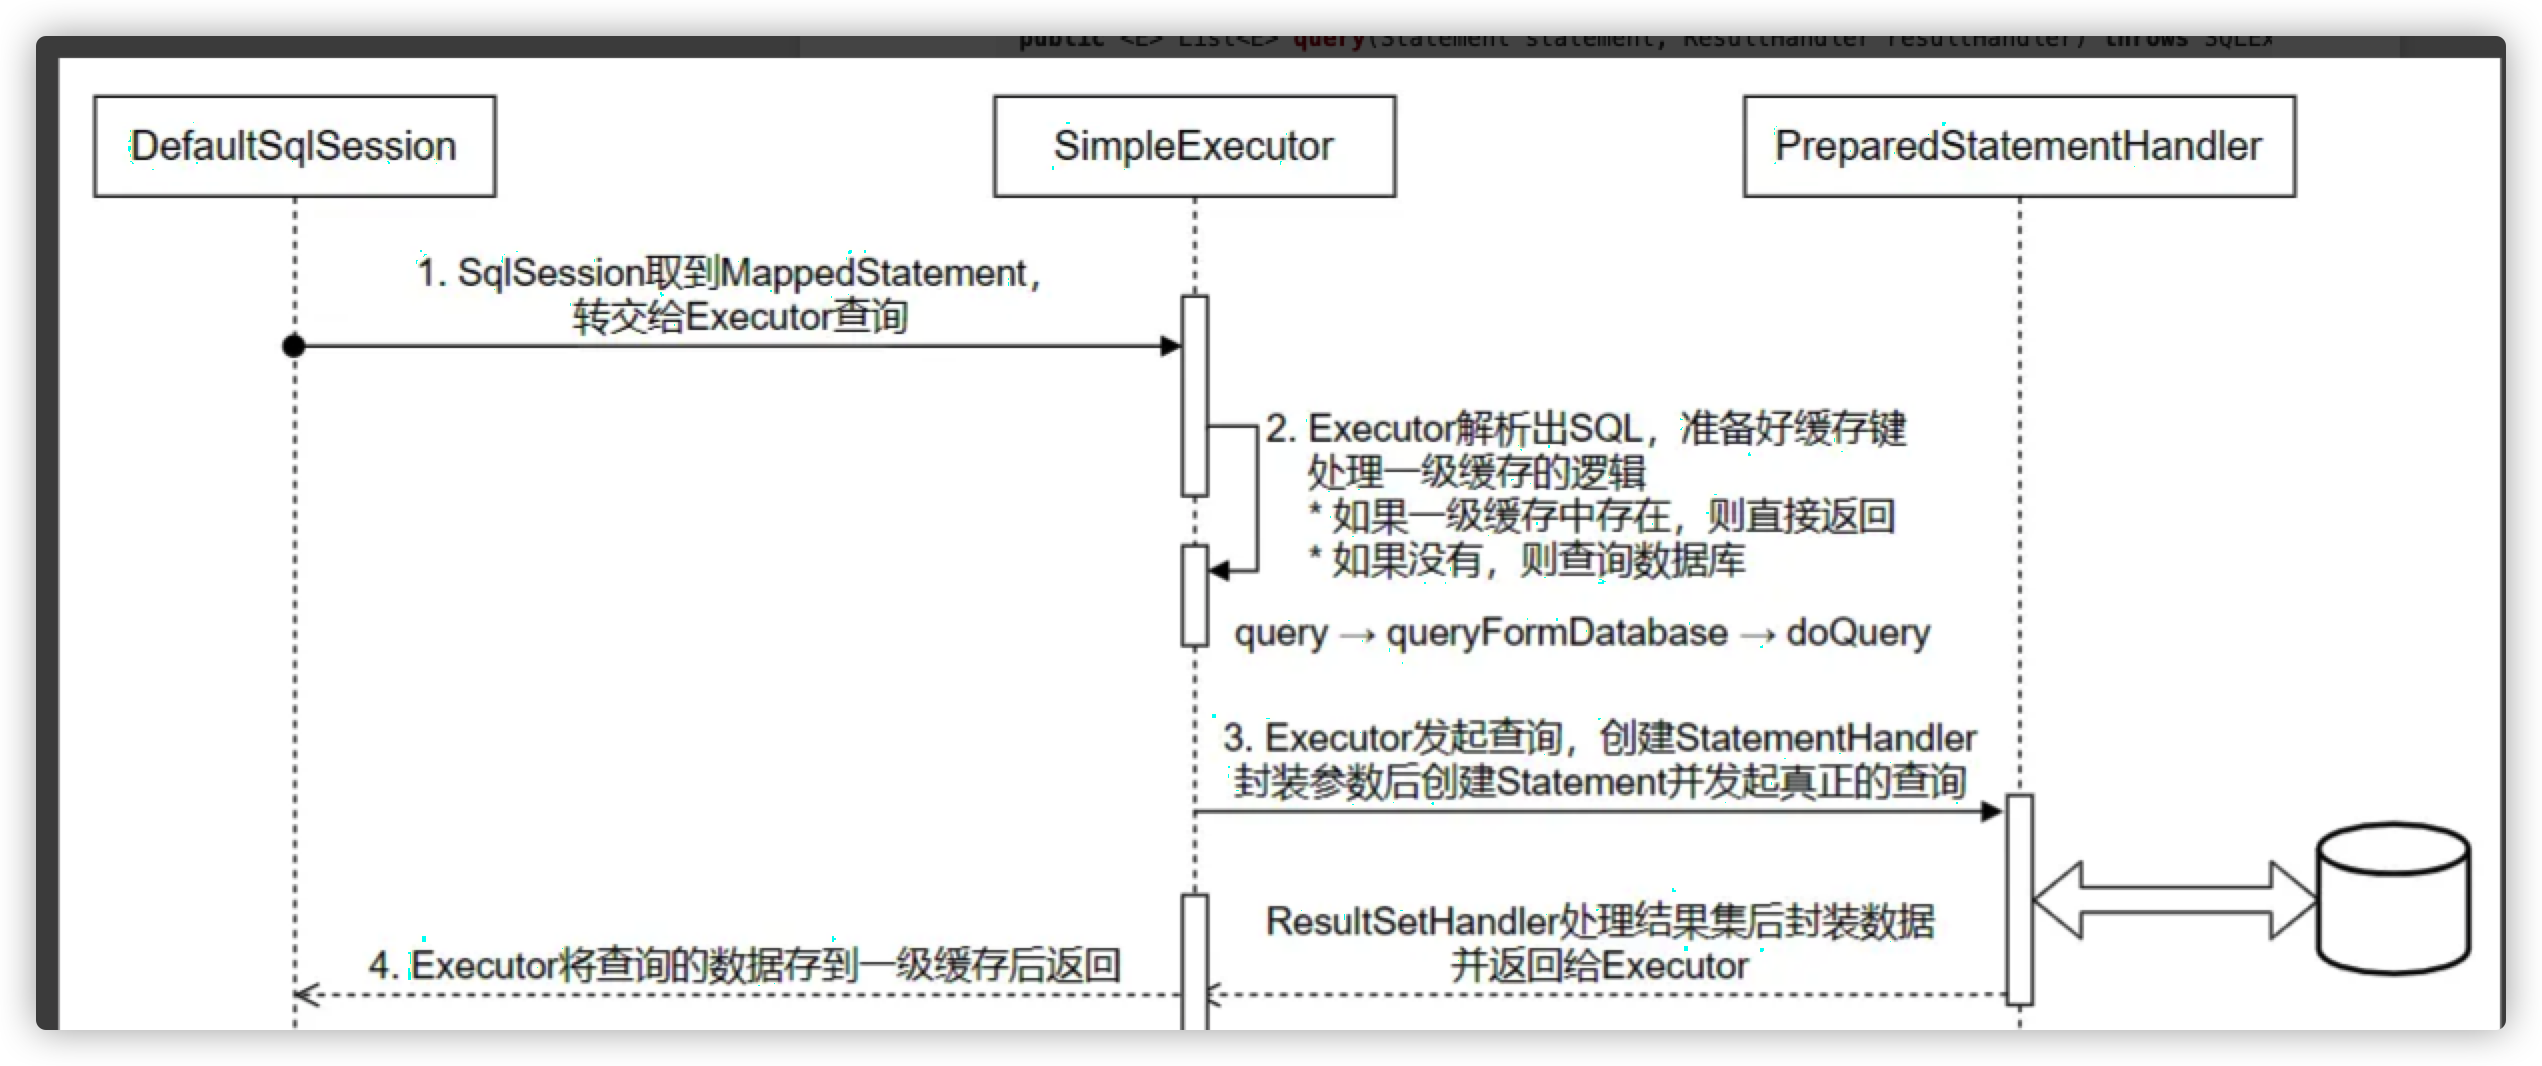 public <E> List<E> query(Statement statement, ResultHandler resultHandler) throws SQLEx
DefaultSqlSession
SimpleExecutor
PreparedStatementHandler
1. SqlSession取到MappedStatement，
转交给Executor查询
2. Executor解析出SQL，准备好缓存键
处理一级缓存的逻辑
* 如果一级缓存中存在，则直接返回
* 如果没有，则查询数据库
query → queryFormDatabase → doQuery
3. Executor发起查询，创建StatementHandler
封装参数后创建Statement并发起真正的查询
ResultSetHandler处理结果集后封装数据
并返回给Executor
4. Executor将查询的数据存到一级缓存后返回